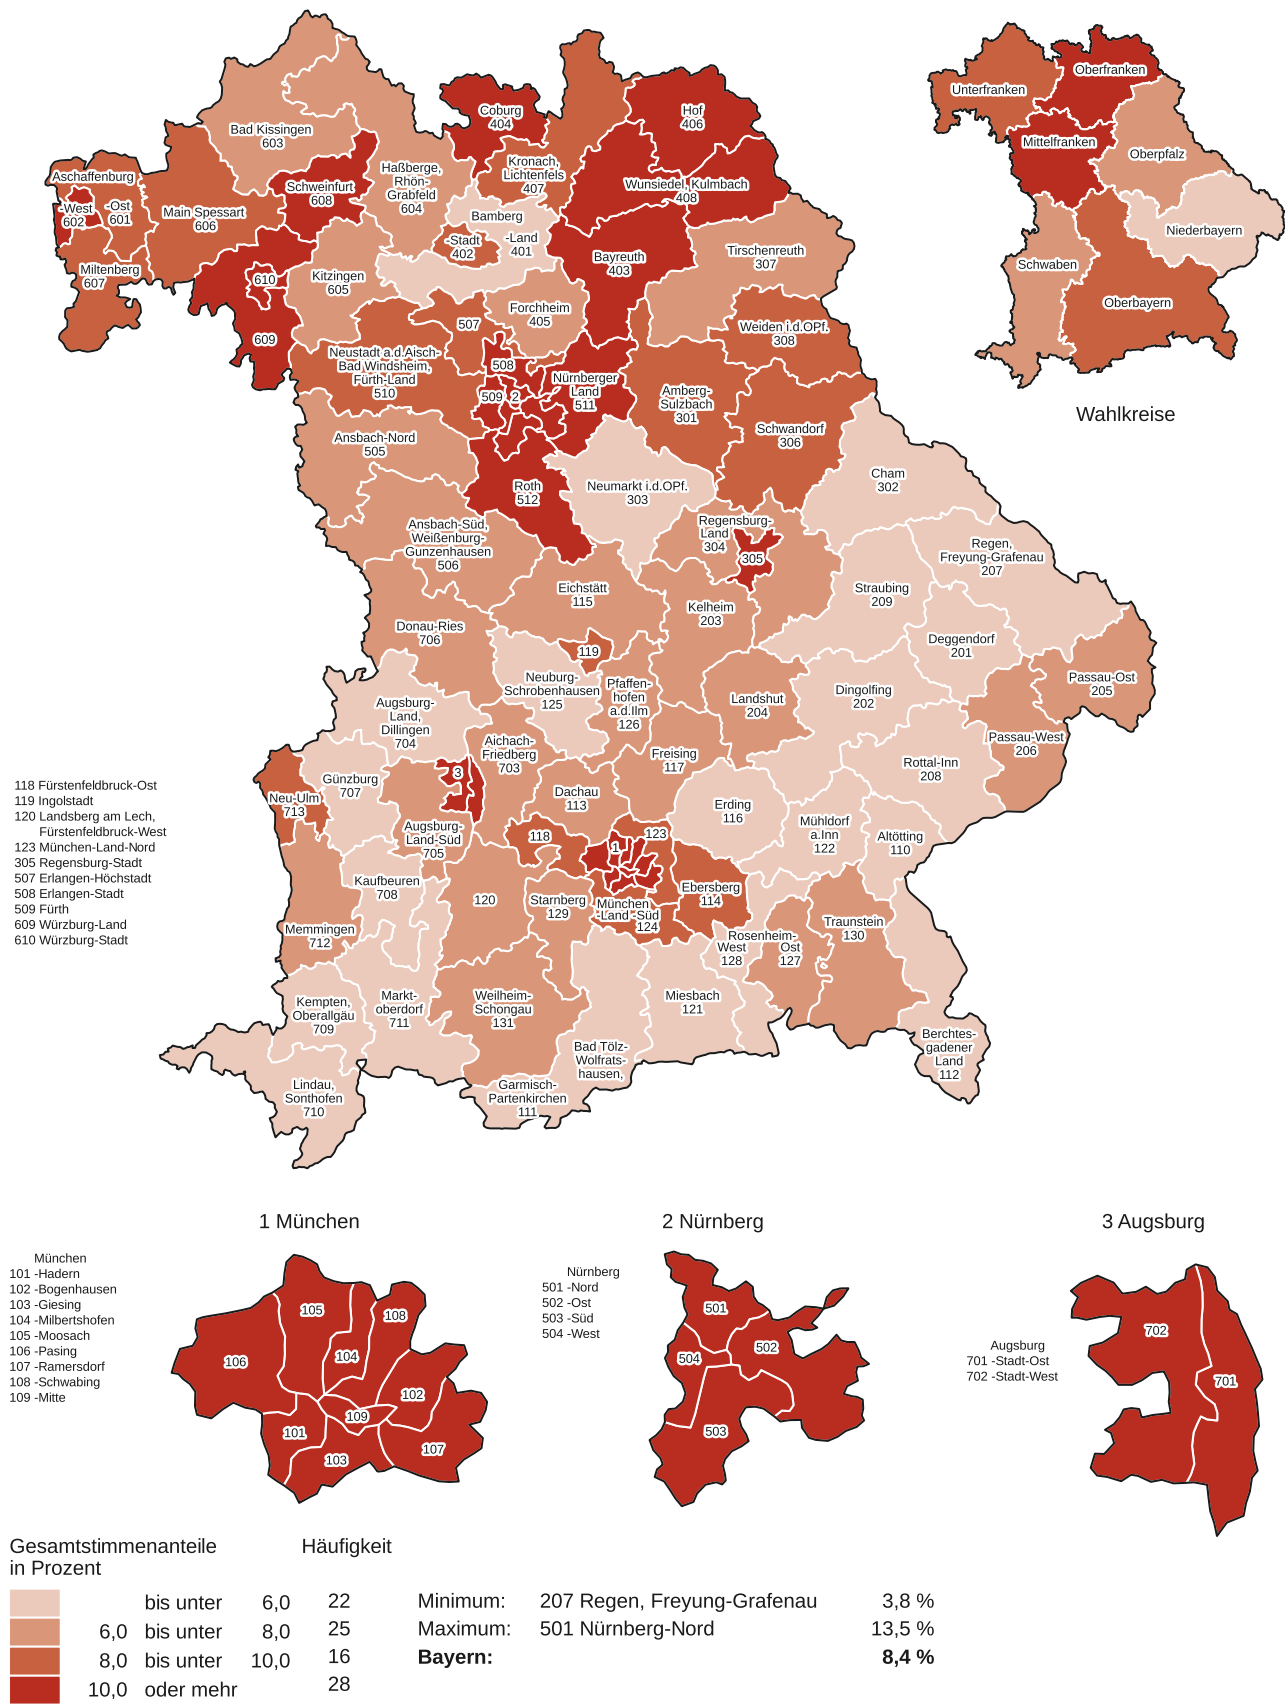 Oberfranken
Unterfranken
Mittelfranken
Oberpfalz
Niederbayern
Schwaben
Oberbayern
Wahlkreise
Coburg
404
Hof
406
Bad Kissingen
603
Kronach,
Lichtenfels
407
Haßberge,
Rhön-
Grabfeld
604
Aschaffenburg
-West
602
-Ost
601
Schweinfurt
608
Wunsiedel, Kulmbach
408
Main Spessart
606
Bamberg
-Land
401
-Stadt
402
Tirschenreuth
307
Bayreuth
403
Miltenberg
607
610
Kitzingen
605
Forchheim
405
507
Weiden i.d.OPf.
308
609
Neustadt a.d.Aisch-
Bad Windsheim,
Fürth-Land
510
508
509
2
Nürnberger
Land
511
Amberg-
Sulzbach
301
Schwandorf
306
Ansbach-Nord
505
Cham
302
Roth
512
Neumarkt i.d.OPf.
303
Ansbach-Süd,
Weißenburg-
Gunzenhausen
506
Regensburg-
Land
304
305
Regen,
Freyung-Grafenau
207
Eichstätt
115
Straubing
209
Kelheim
203
Donau-Ries
706
Deggendorf
201
119
Neuburg-
Schrobenhausen
125
Pfaffen-
hofen
a.d.Ilm
126
Landshut
204
Dingolfing
202
Passau-Ost
205
Augsburg-
Land,
Dillingen
704
Aichach-
Friedberg
703
Freising
117
Passau-West
206
Rottal-Inn
208
3
Günzburg
707
Neu-Ulm
713
Dachau
113
Erding
116
Mühldorf
a.Inn
122
Altötting
110
Augsburg-
Land-Süd
705
118
123
1
Kaufbeuren
708
120
Starnberg
129
München
-Land -Süd
124
Ebersberg
114
Memmingen
712
Rosenheim-
West
128
Ost
127
Traunstein
130
Kempten,
Oberallgäu
709
Markt-
oberdorf
711
Weilheim-
Schongau
131
Miesbach
121
Bad Tölz-
Wolfrats-
hausen,
Garmisch-
Partenkirchen
111
Berchtes-
gadener
Land
112
Lindau,
Sonthofen
710
118 Fürstenfeldbruck-Ost
119 Ingolstadt
120 Landsberg am Lech,
Fürstenfeldbruck-West
123 München-Land-Nord
305 Regensburg-Stadt
507 Erlangen-Höchstadt
508 Erlangen-Stadt
509 Fürth
609 Würzburg-Land
610 Würzburg-Stadt
1 München
München
101 -Hadern
102 -Bogenhausen
103 -Giesing
104 -Milbertshofen
105 -Moosach
106 -Pasing
107 -Ramersdorf
108 -Schwabing
109 -Mitte
105
108
104
106
102
109
101
107
103
2 Nürnberg
Nürnberg
501 -Nord
502 -Ost
503 -Süd
504 -West
501
502
504
503
3 Augsburg
Augsburg
701 -Stadt-Ost
702 -Stadt-West
702
701
Gesamtstimmenanteile
in Prozent
Häufigkeit
bis unter 6,0 22
6,0 bis unter 8,0 25
8,0 bis unter 10,0 16
10,0 oder mehr 28
Minimum: 207 Regen, Freyung-Grafenau 3,8 %
Maximum: 501 Nürnberg-Nord 13,5 %
Bayern: 8,4 %